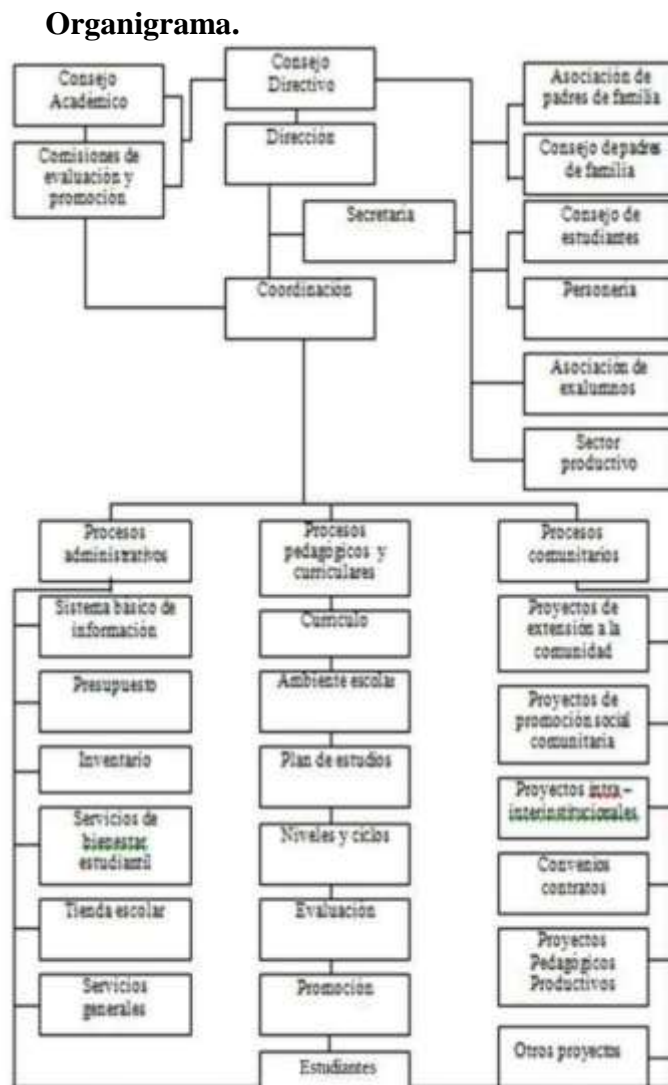 Organigrama.
Consejo
Académico
Comisiones de
evaluación y
promoción
Consejo
Directivo
Dirección
Secretaria
Coordinación
Asociación de
padres de familia
Consejo de padres
de familia
Consejo de
estudiantes
Personería
Asociación de
exalumnos
Sector
productivo
Procesos
administrativos
Sistema básico de
información
Presupuesto
Inventario
Servicios de
bienestar
estudiantil
Tienda escolar
Servicios
generales
Procesos
pedagógicos y
curriculares
Currículo
Ambiente escolar
Plan de estudios
Niveles y ciclos
Evaluación
Promoción
Estudiantes
Procesos
comunitarios
Proyectos de
extensión a la
comunidad
Proyectos de
promoción social
comunitaria
Proyectos intra –
interinstitucionales
Convenios
contratos
Proyectos
Pedagógicos
Productivos
Otros proyectos